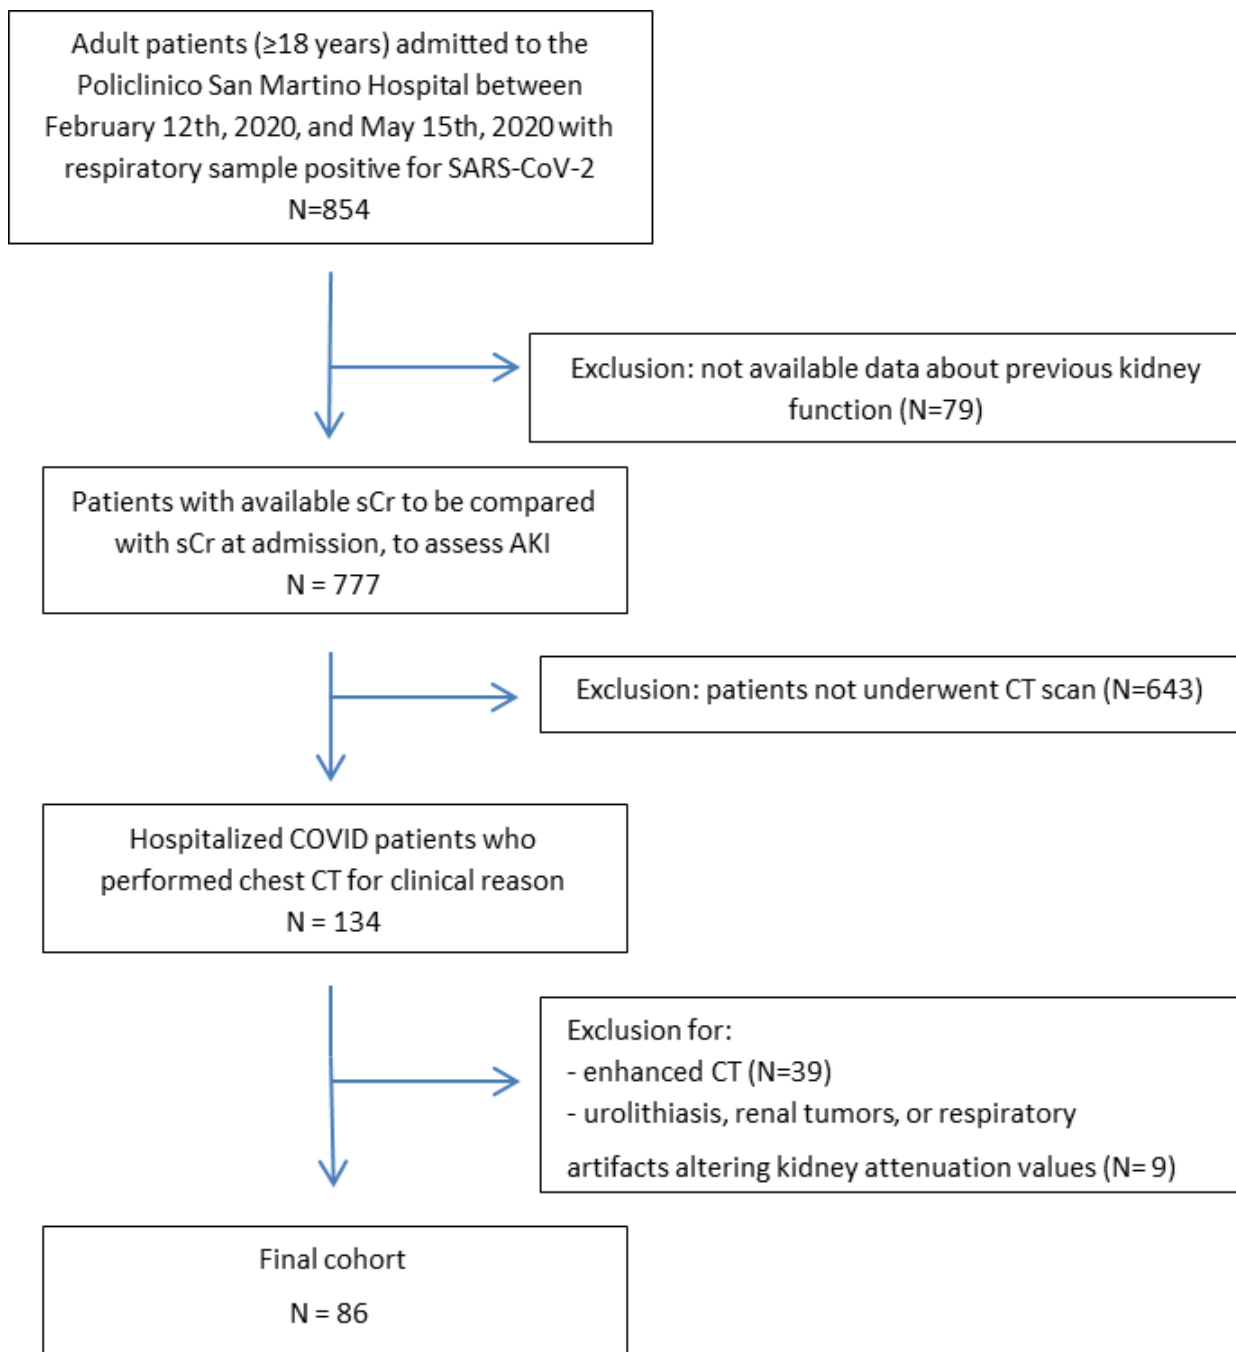 Adult patients (≥18 years) admitted to the
Policlinico San Martino Hospital between
February 12th, 2020, and May 15th, 2020 with
respiratory sample positive for SARS-CoV-2
N=854
Exclusion: not available data about previous kidney
function (N=79)
Patients with available sCr to be compared
with sCr at admission, to assess AKI
N = 777
Exclusion: patients not underwent CT scan (N=643)
Hospitalized COVID patients who
performed chest CT for clinical reason
N = 134
Exclusion for:
- enhanced CT (N=39)
- urolithiasis, renal tumors, or respiratory
artifacts altering kidney attenuation values (N= 9)
Final cohort
N = 86